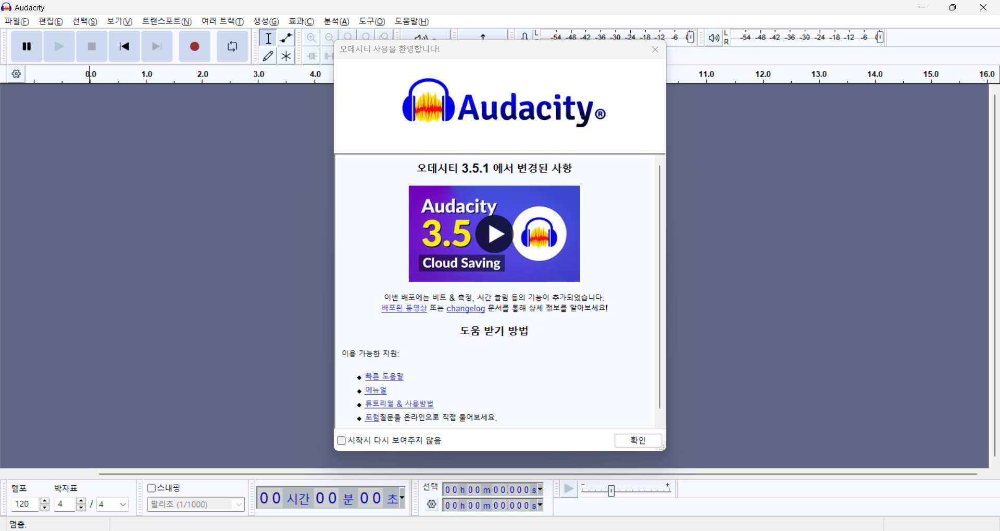 Audacity
파일(F) 편집(E) 선택(S) 보기(V) 트랜스포트(N) 여러 트랙(T) 생성(G) 효과(C) 분석(A) 도구(O) 도움말(H)
L -54 -48 -42 -36 -30 -24 -18 -12 -6 0
L R -54 -48 -42 -36 -30 -24 -18 -12 -6 0
오데시티 사용을 환영합니다!
0.0 1.0 2.0 3.0 4.0 11.0 12.0 13.0 14.0 15.0 16.0
Audacity®
오데시티 3.5.1 에서 변경된 사항
Audacity
3.5
Cloud Saving
이번 배포에는 비트 & 측정, 시간 늘림 등의 기능이 추가되었습니다.
배포된 동영상 또는 changelog 문서를 통해 상세 정보를 알아보세요!
도움 받기 방법
이용 가능한 지원:
빠른 도움말
메뉴얼
튜토리얼 & 사용방법
포럼질문을 온라인으로 직접 물어보세요.
시작시 다시 보여주지 않음
확인
템포 박자표 스내핑
120 4 / 4 밀리초 (1/1000)
00 시간 00 분 00 초
선택 00 h 00 m 00.000 s
00 h 00 m 00.000 s
- +
멈춤.